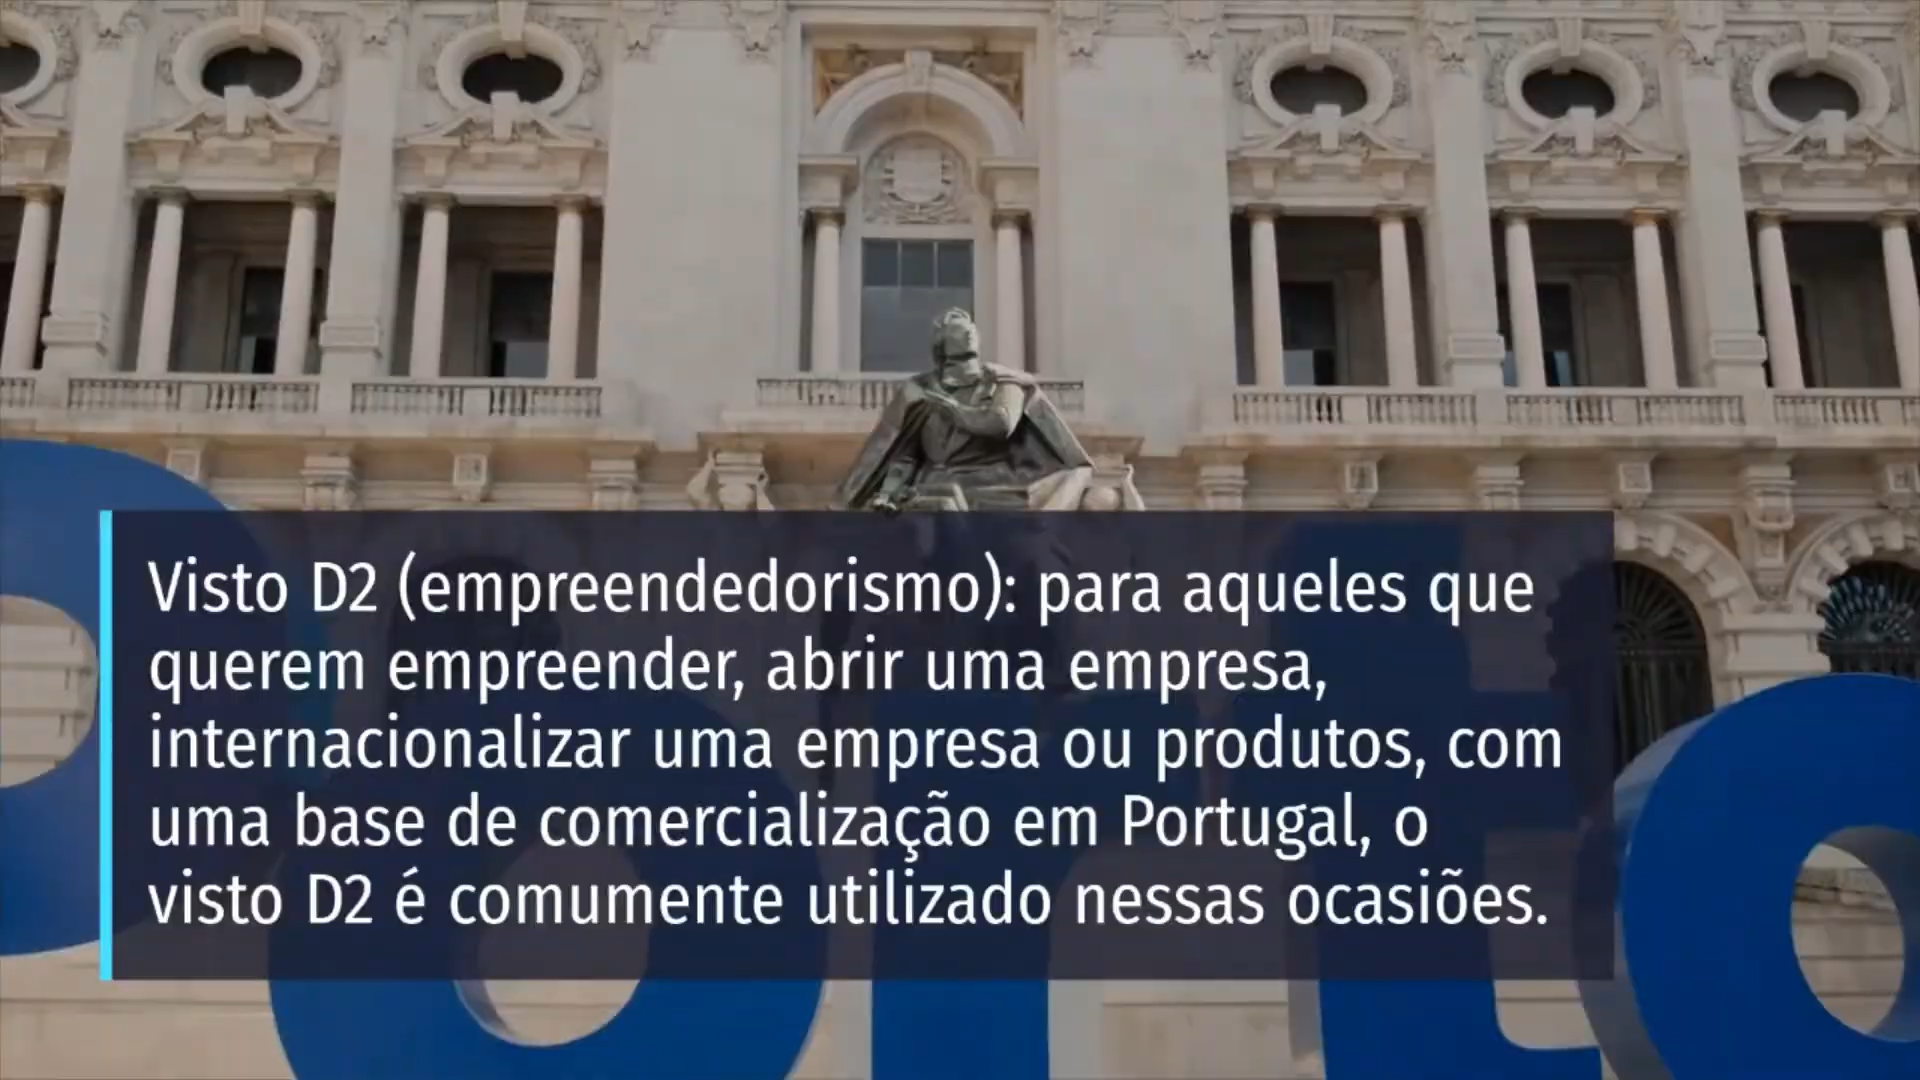 Visto D2 (empreendedorismo): para aqueles que
querem empreender, abrir uma empresa,
internacionalizar uma empresa ou produtos, com
uma base de comercialização em Portugal, o
visto D2 é comumente utilizado nessas ocasiões.